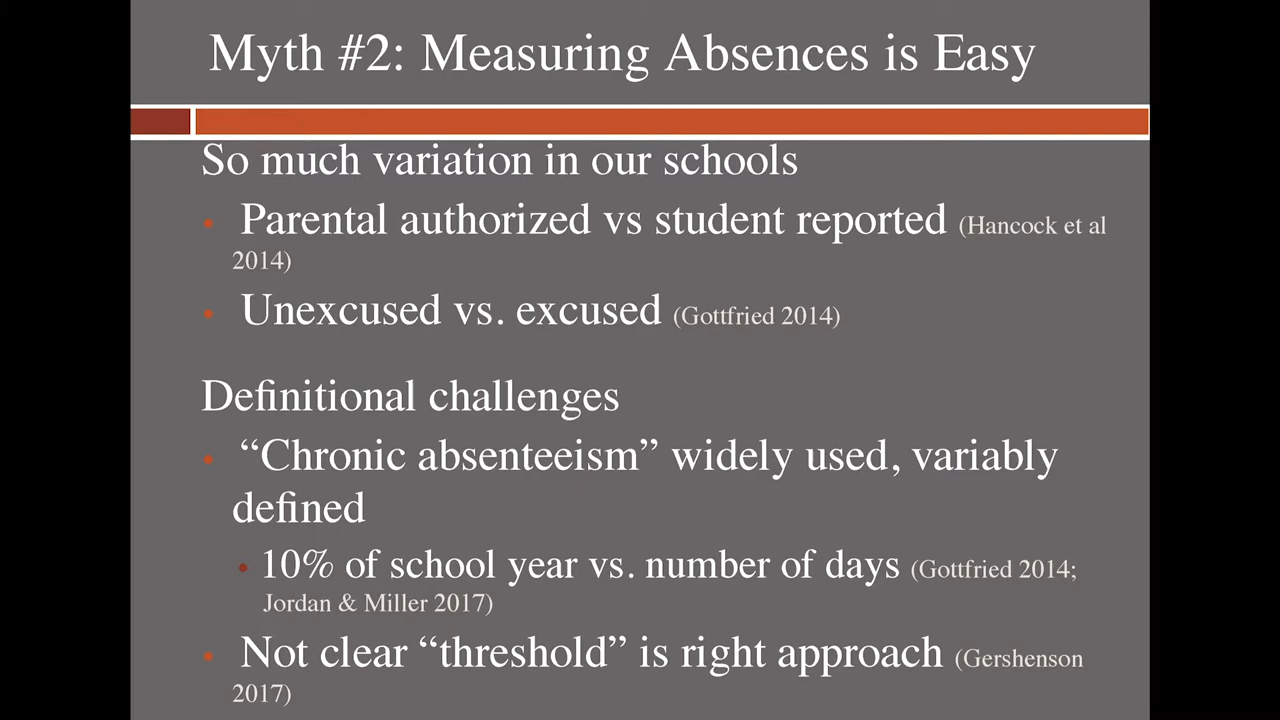 Myth #2: Measuring Absences is Easy
So much variation in our schools
• Parental authorized vs student reported (Hancock et al
2014)
• Unexcused vs. excused (Gottfried 2014)
Definitional challenges
• “Chronic absenteeism” widely used, variably
defined
• 10% of school year vs. number of days (Gottfried 2014;
Jordan & Miller 2017)
• Not clear “threshold” is right approach (Gershenson
2017)